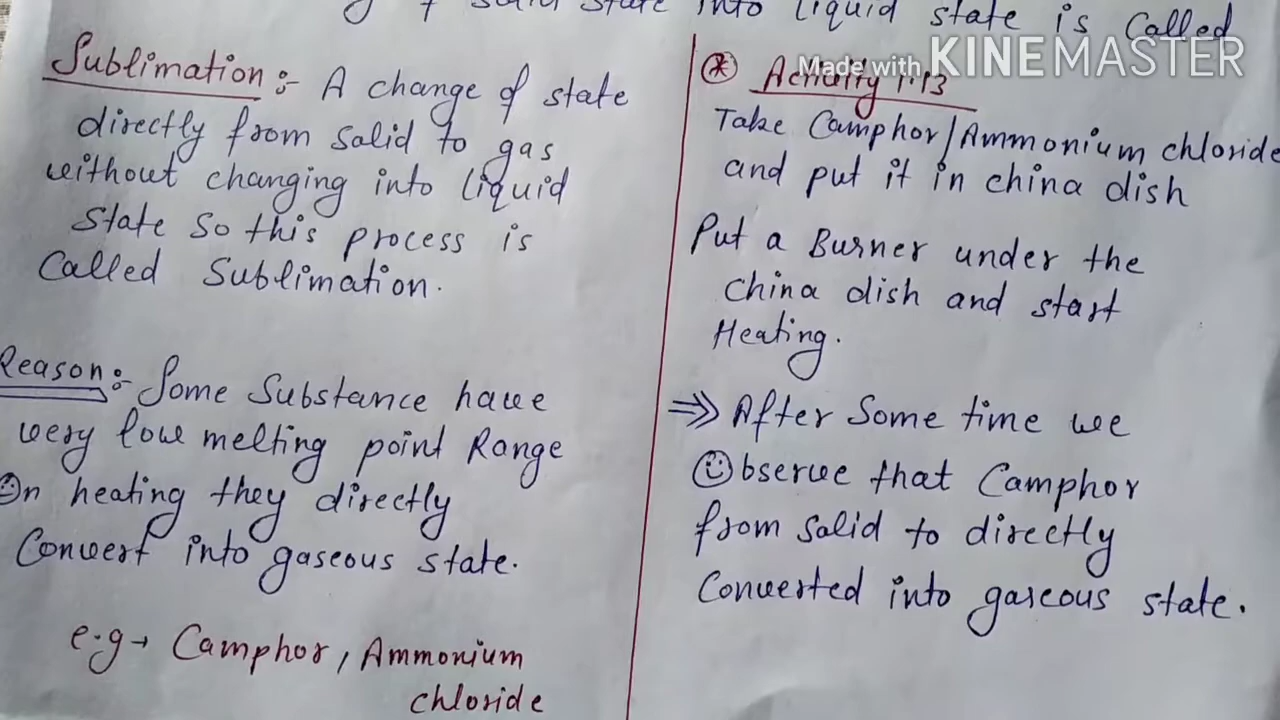 solid state into liquid state is called
Sublimation :- A change of state
directly from solid to gas
without changing into liquid
state so this process is
called Sublimation.
Reason:- Some Substance have
very low melting point Range
On heating they directly
Convert into gaseous state.
e.g → Camphor, Ammonium
chloride
Made with KINEMASTER
* Activity 1.13
Take Camphor/Ammonium chloride
and put it in china dish
Put a Burner under the
china dish and start
Heating.
⇒ After Some time we
Observe that Camphor
from solid to directly
Converted into gaseous state.